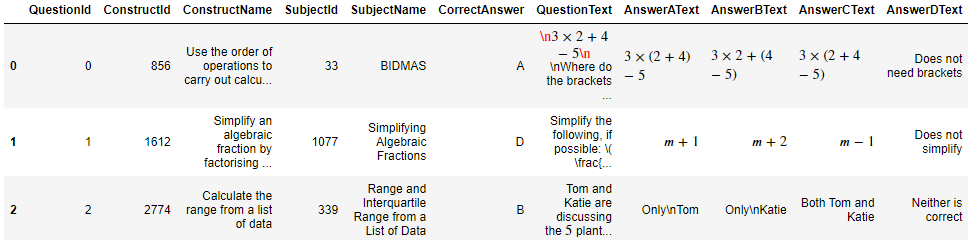 QuestionId ConstructId ConstructName SubjectId SubjectName CorrectAnswer QuestionText AnswerAText AnswerBText AnswerCText AnswerDText
0 0 856 Use the order of operations to carry out calcu... 33 BIDMAS A \n3 × 2 + 4 − 5\n \nWhere do the brackets ... 3 × (2 + 4) − 5 3 × 2 + (4 − 5) 3 × (2 + 4 − 5) Does not need brackets
1 1 1612 Simplify an algebraic fraction by factorising ... 1077 Simplifying Algebraic Fractions D Simplify the following, if possible: \( \frac{... m + 1 m + 2 m − 1 Does not simplify
2 2 2774 Calculate the range from a list of data 339 Range and Interquartile Range from a List of Data B Tom and Katie are discussing the 5 plant... Only\nTom Only\nKatie Both Tom and Katie Neither is correct